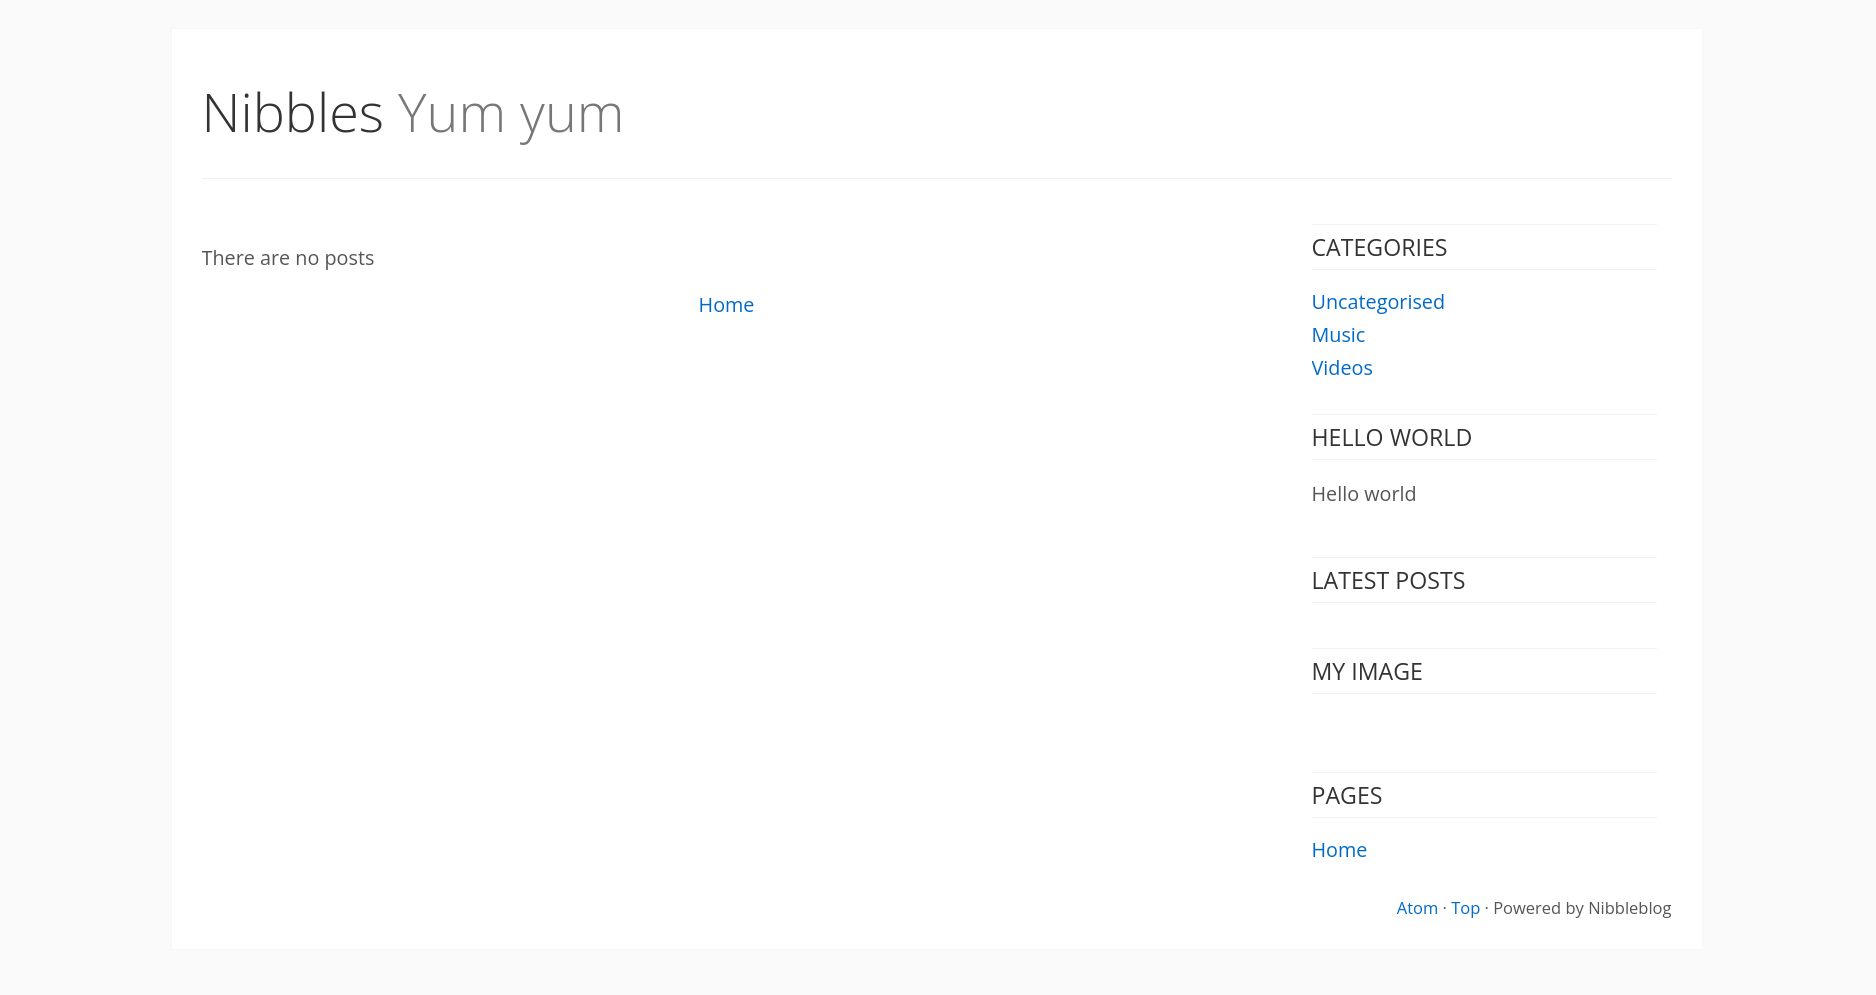 Nibbles Yum yum
There are no posts
Home
CATEGORIES
Uncategorised
Music
Videos
HELLO WORLD
Hello world
LATEST POSTS
MY IMAGE
PAGES
Home
Atom · Top · Powered by Nibbleblog